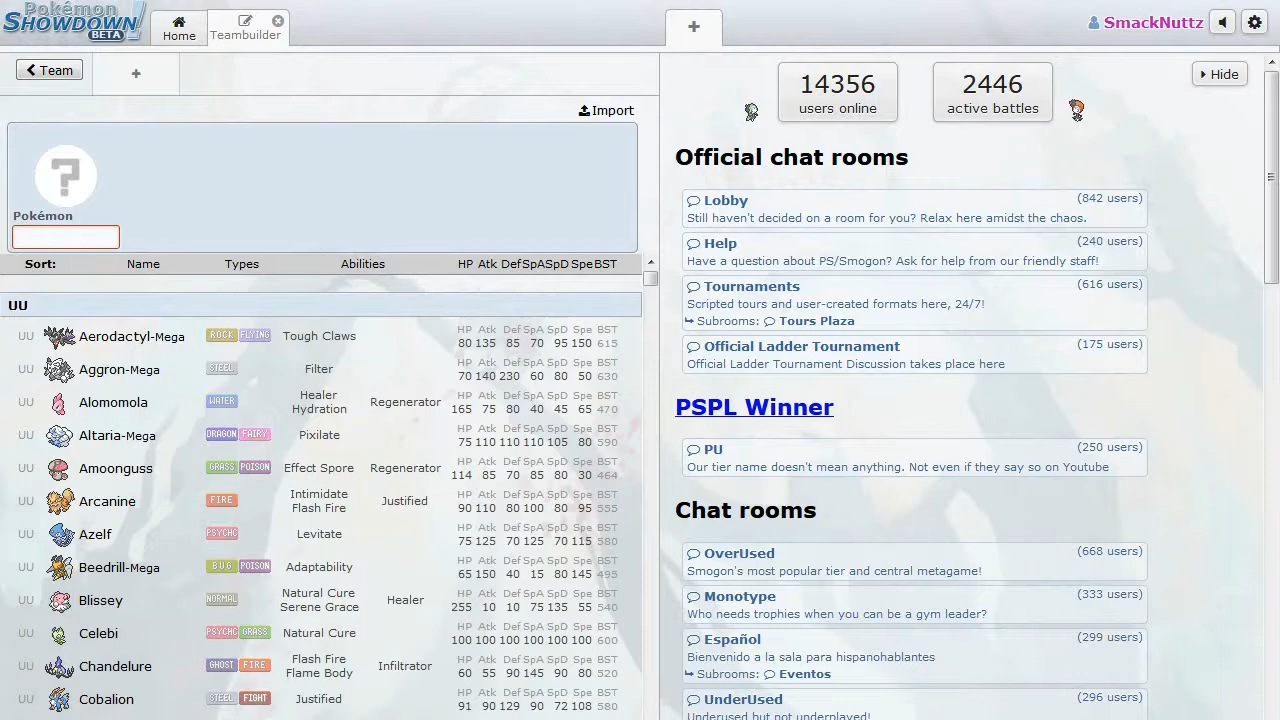 Pokémon
SHOWDOWN!
BETA
Home
Teambuilder
+
SmackNuttz
Team
+
Import
?
Pokémon
Sort: Name Types Abilities HP Atk Def SpA SpD Spe BST
UU
UU Aerodactyl-Mega ROCK FLYING Tough Claws HP 80 Atk 135 Def 85 SpA 70 SpD 95 Spe 150 615
UU Aggron-Mega STEEL Filter HP 70 Atk 140 Def 230 SpA 60 SpD 80 Spe 50 630
UU Alomomola WATER Healer Hydration Regenerator HP 165 Atk 75 Def 80 SpA 40 SpD 45 Spe 65 470
UU Altaria-Mega DRAGON FAIRY Pixilate HP 75 Atk 110 Def 110 SpA 110 SpD 105 Spe 80 590
UU Amoonguss GRASS POISON Effect Spore Regenerator HP 114 Atk 85 Def 70 SpA 85 SpD 80 Spe 30 464
UU Arcanine FIRE Intimidate Flash Fire Justified HP 90 Atk 110 Def 80 SpA 100 SpD 80 Spe 95 555
UU Azelf PSYCHC Levitate HP 75 Atk 125 Def 70 SpA 125 SpD 70 Spe 115 580
UU Beedrill-Mega BUG POISON Adaptability HP 65 Atk 150 Def 40 SpA 15 SpD 80 Spe 145 495
UU Blissey NORMAL Natural Cure Serene Grace Healer HP 255 Atk 10 Def 10 SpA 75 SpD 135 Spe 55 540
UU Celebi PSYCHC GRASS Natural Cure HP 100 Atk 100 Def 100 SpA 100 SpD 100 Spe 100 600
UU Chandelure GHOST FIRE Flash Fire Flame Body Infiltrator HP 60 Atk 55 Def 90 SpA 145 SpD 90 Spe 80 520
UU Cobalion STEEL FIGHT Justified HP 91 Atk 90 Def 129 SpA 90 SpD 72 Spe 108 580
14356
users online
2446
active battles
Hide
Official chat rooms
Lobby (842 users)
Still haven't decided on a room for you? Relax here amidst the chaos.
Help (240 users)
Have a question about PS/Smogon? Ask for help from our friendly staff!
Tournaments (616 users)
Scripted tours and user-created formats here, 24/7!
Subrooms: Tours Plaza
Official Ladder Tournament (175 users)
Official Ladder Tournament Discussion takes place here
PSPL Winner
PU (250 users)
Our tier name doesn't mean anything. Not even if they say so on Youtube
Chat rooms
OverUsed (668 users)
Smogon's most popular tier and central metagame!
Monotype (333 users)
Who needs trophies when you can be a gym leader?
Español (299 users)
Bienvenido a la sala para hispanohablantes
Subrooms: Eventos
UnderUsed (296 users)
Underused but not underplayed!